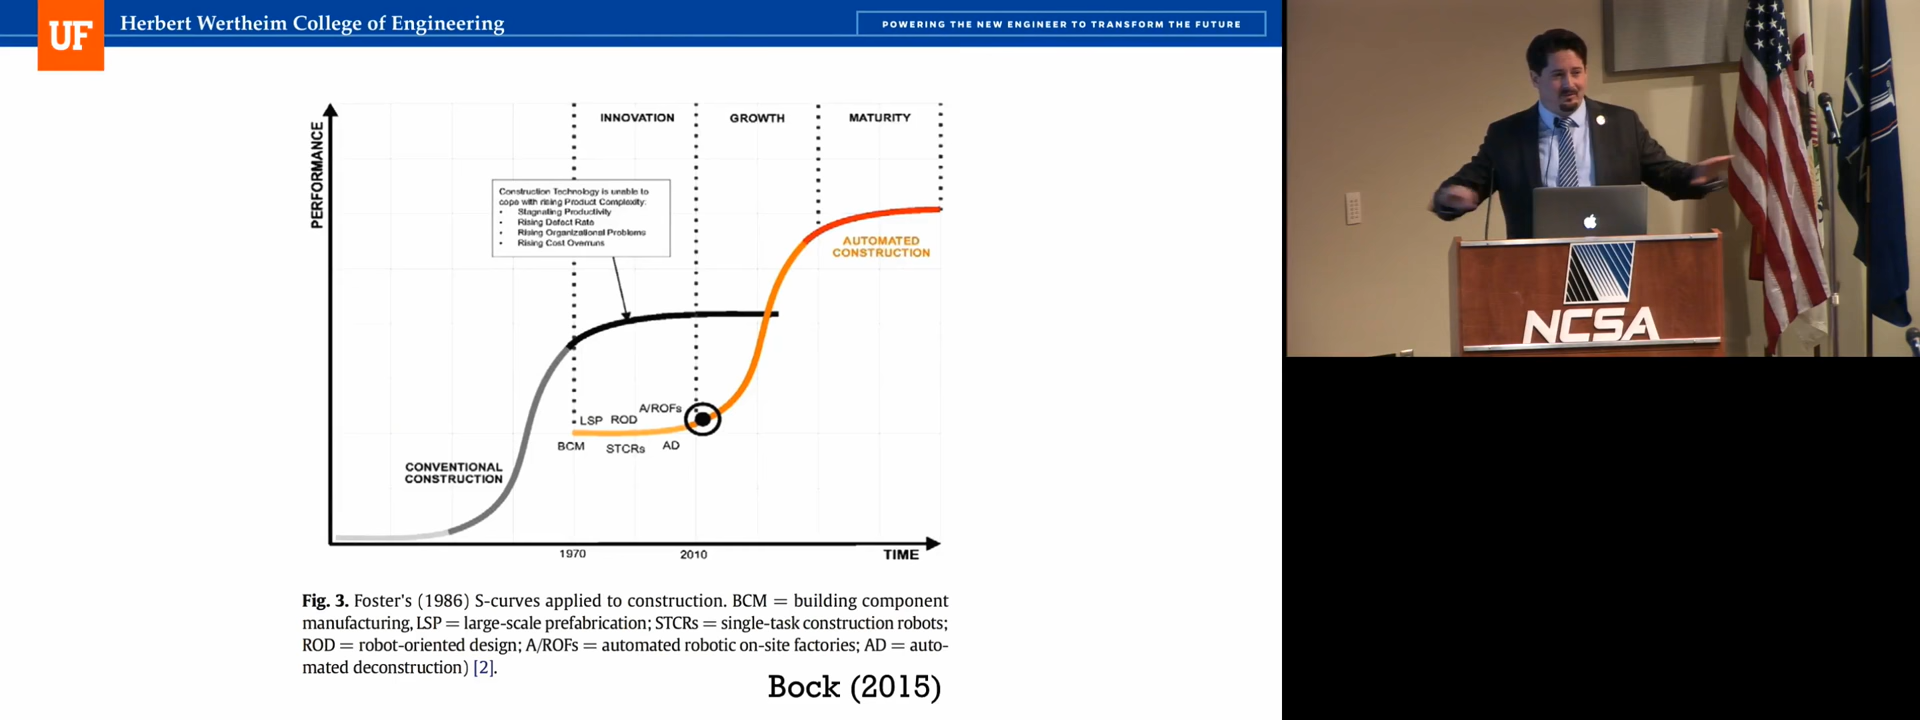 UF
Herbert Wertheim College of Engineering
POWERING THE NEW ENGINEER TO TRANSFORM THE FUTURE
INNOVATION
GROWTH
MATURITY
PERFORMANCE
Construction Technology is unable to
cope with rising Product Complexity:
• Stagnating Productivity
• Rising Defect Rate
• Rising Organizational Problems
• Rising Cost Overruns
AUTOMATED
CONSTRUCTION
A/ROFs
LSP ROD
BCM
STCRs
AD
CONVENTIONAL
CONSTRUCTION
1970
2010
TIME
Fig. 3. Foster's (1986) S-curves applied to construction. BCM = building component
manufacturing, LSP = large-scale prefabrication; STCRs = single-task construction robots;
ROD = robot-oriented design; A/ROFs = automated robotic on-site factories; AD = auto-
mated deconstruction) [2].
Bock (2015)
NCSA